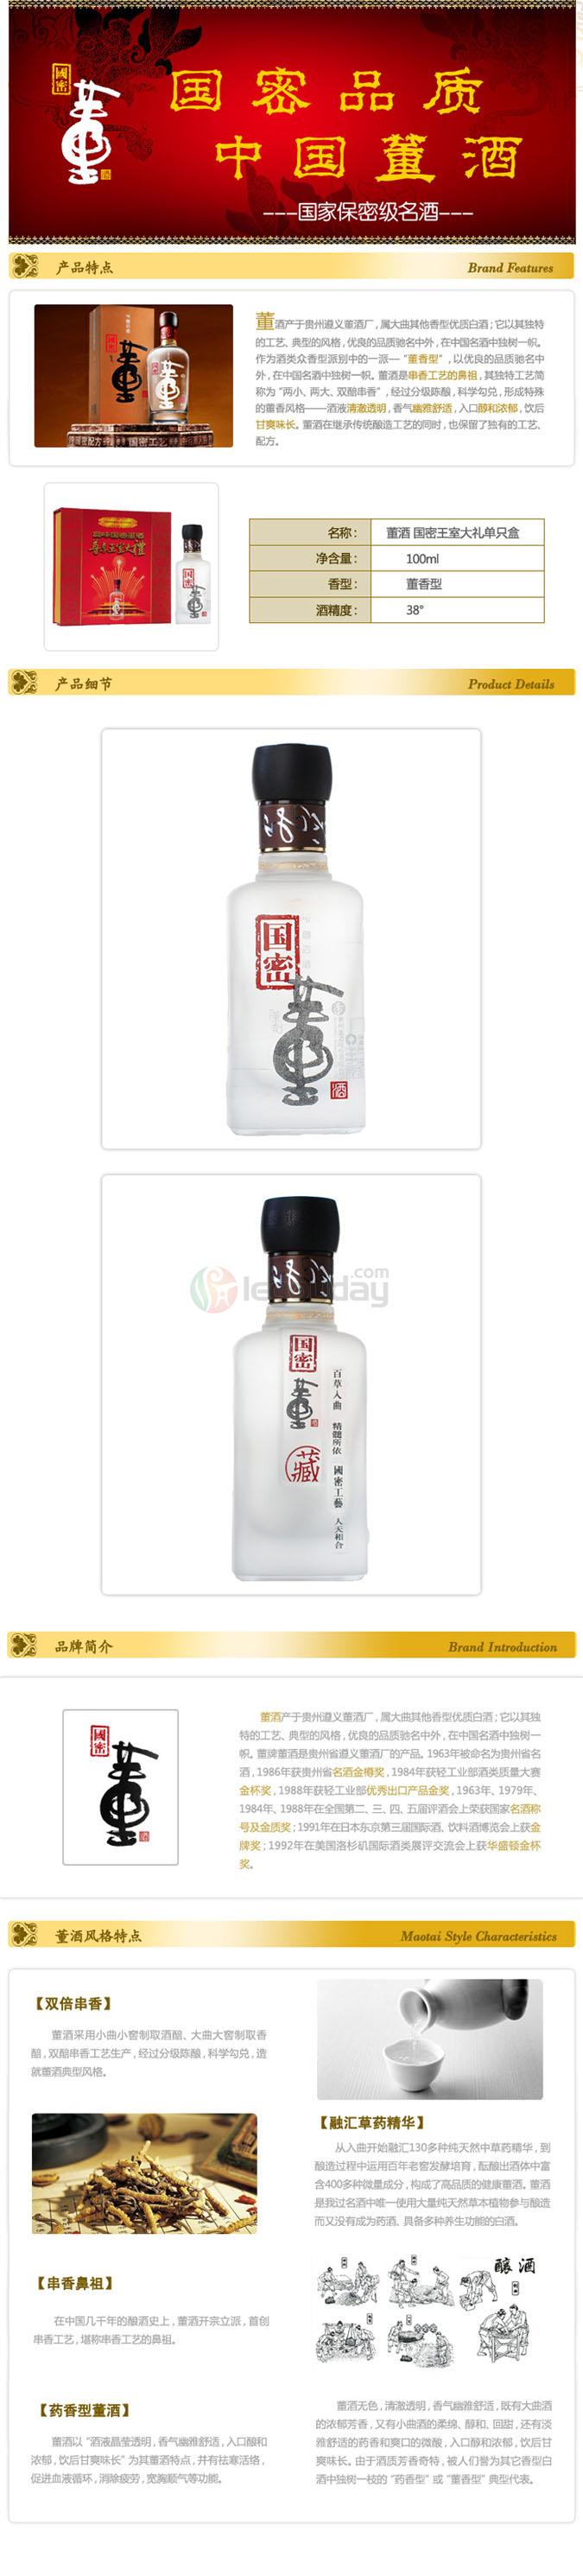 國密
董
酒
国密品质
中国董酒
---国家保密级名酒---
产品特点
Brand Features
董酒产于贵州遵义董酒厂,属大曲其他香型优质白酒;它以其独特
的工艺、典型的风格,优良的品质驰名中外,在中国名酒中独树一帜。
作为酒类众香型派别中的一派—“董香型”,以优良的品质驰名中
外,在中国名酒中独树一帜。董酒是串香工艺的鼻祖,其独特工艺简
称为“两小、两大、双醅串香”,经过分级陈酿,科学勾兑,形成特殊
的董香风格——酒液清澈透明,香气幽雅舒适,入口醇和浓郁,饮后
甘爽味长。董酒在继承传统酿造工艺的同时,也保留了独有的工艺、
配方。
名称: 董酒 国密王室大礼单只盒
净含量: 100ml
香型: 董香型
酒精度: 38°
产品细节
Product Details
国密
董
酒
.com
国密
董
藏
百草入曲 精髓所依 國密工藝 人天相合
品牌简介
Brand Introduction
國密
董
酒
董酒产于贵州遵义董酒厂,属大曲其他香型优质白酒;它以其独
特的工艺、典型的风格,优良的品质驰名中外,在中国名酒中独树一
帜。董牌董酒是贵州省遵义董酒厂的产品。1963年被命名为贵州省名
酒,1986年获贵州省名酒金樽奖,1984年获轻工业部酒类质量大赛
金杯奖,1988年获轻工业部优秀出口产品金奖,1963年、1979年、
1984年、1988年在全国第二、三、四、五届评酒会上荣获国家名酒称
号及金质奖;1991年在日本东京第三届国际酒、饮料酒博览会上获金
牌奖;1992年在美国洛杉矶国际酒类展评交流会上获华盛顿金杯
奖。
董酒风格特点
Maotai Style Characteristics
【双倍串香】
董酒采用小曲小窖制取酒醅、大曲大窖制取香
醅,双醅串香工艺生产,经过分级陈酿,科学勾兑,造
就董酒典型风格。
【融汇草药精华】
从入曲开始融汇130多种纯天然中草药精华,到
酿造过程中运用百年老窖发酵培育,酝酿出酒体中富
含400多种微量成分,构成了高品质的健康董酒。董酒
是我过名酒中唯一使用大量纯天然草本植物参与酿造
而又没有成为药酒、具备多种养生功能的白酒。
【串香鼻祖】
在中国几千年的酿酒史上,董酒开宗立派,首创
串香工艺,堪称串香工艺的鼻祖。
釀酒
【药香型董酒】
董酒以“酒液晶莹透明,香气幽雅舒适,入口醇和
浓郁,饮后甘爽味长”为其董酒特点,并有祛寒活络,
促进血液循环,消除疲劳,宽胸顺气等功能。
董酒无色,清澈透明,香气幽雅舒适,既有大曲酒
的浓郁芳香,又有小曲酒的柔绵、醇和、回甜,还有淡
雅舒适的药香和爽口的微酸,入口醇和浓郁,饮后甘
爽味长。由于酒质芳香奇特,被人们誉为其它香型白
酒中独树一枝的“药香型”或“董香型”典型代表。